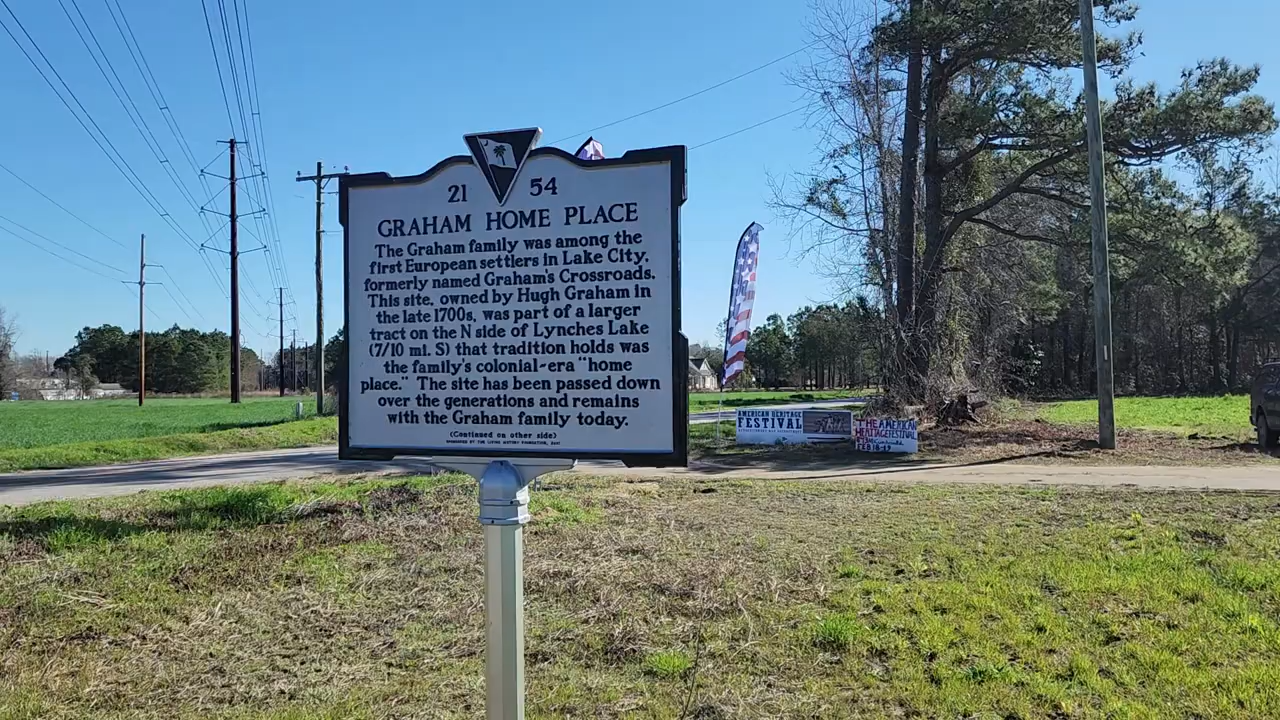 21 54
GRAHAM HOME PLACE
The Graham family was among the
first European settlers in Lake City,
formerly named Graham's Crossroads.
This site, owned by Hugh Graham in
the late 1700s, was part of a larger
tract on the N side of Lynches Lake
(7/10 mi. S) that tradition holds was
the family's colonial-era "home
place." The site has been passed down
over the generations and remains
with the Graham family today.
(Continued on other side)
AMERICAN HERITAGE
FESTIVAL
THE AMERICAN
HERITAGE FESTIVAL
FEB 18-19